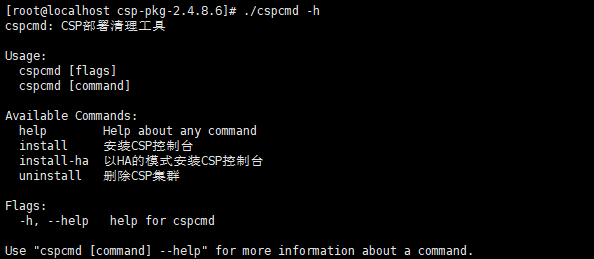 [root@localhost csp-pkg-2.4.8.6]# ./cspcmd -h
cspcmd: CSP部署清理工具
Usage:
cspcmd [flags]
cspcmd [command]
Available Commands:
help Help about any command
install 安装CSP控制台
install-ha 以HA的模式安装CSP控制台
uninstall 删除CSP集群
Flags:
-h, --help help for cspcmd
Use "cspcmd [command] --help" for more information about a command.